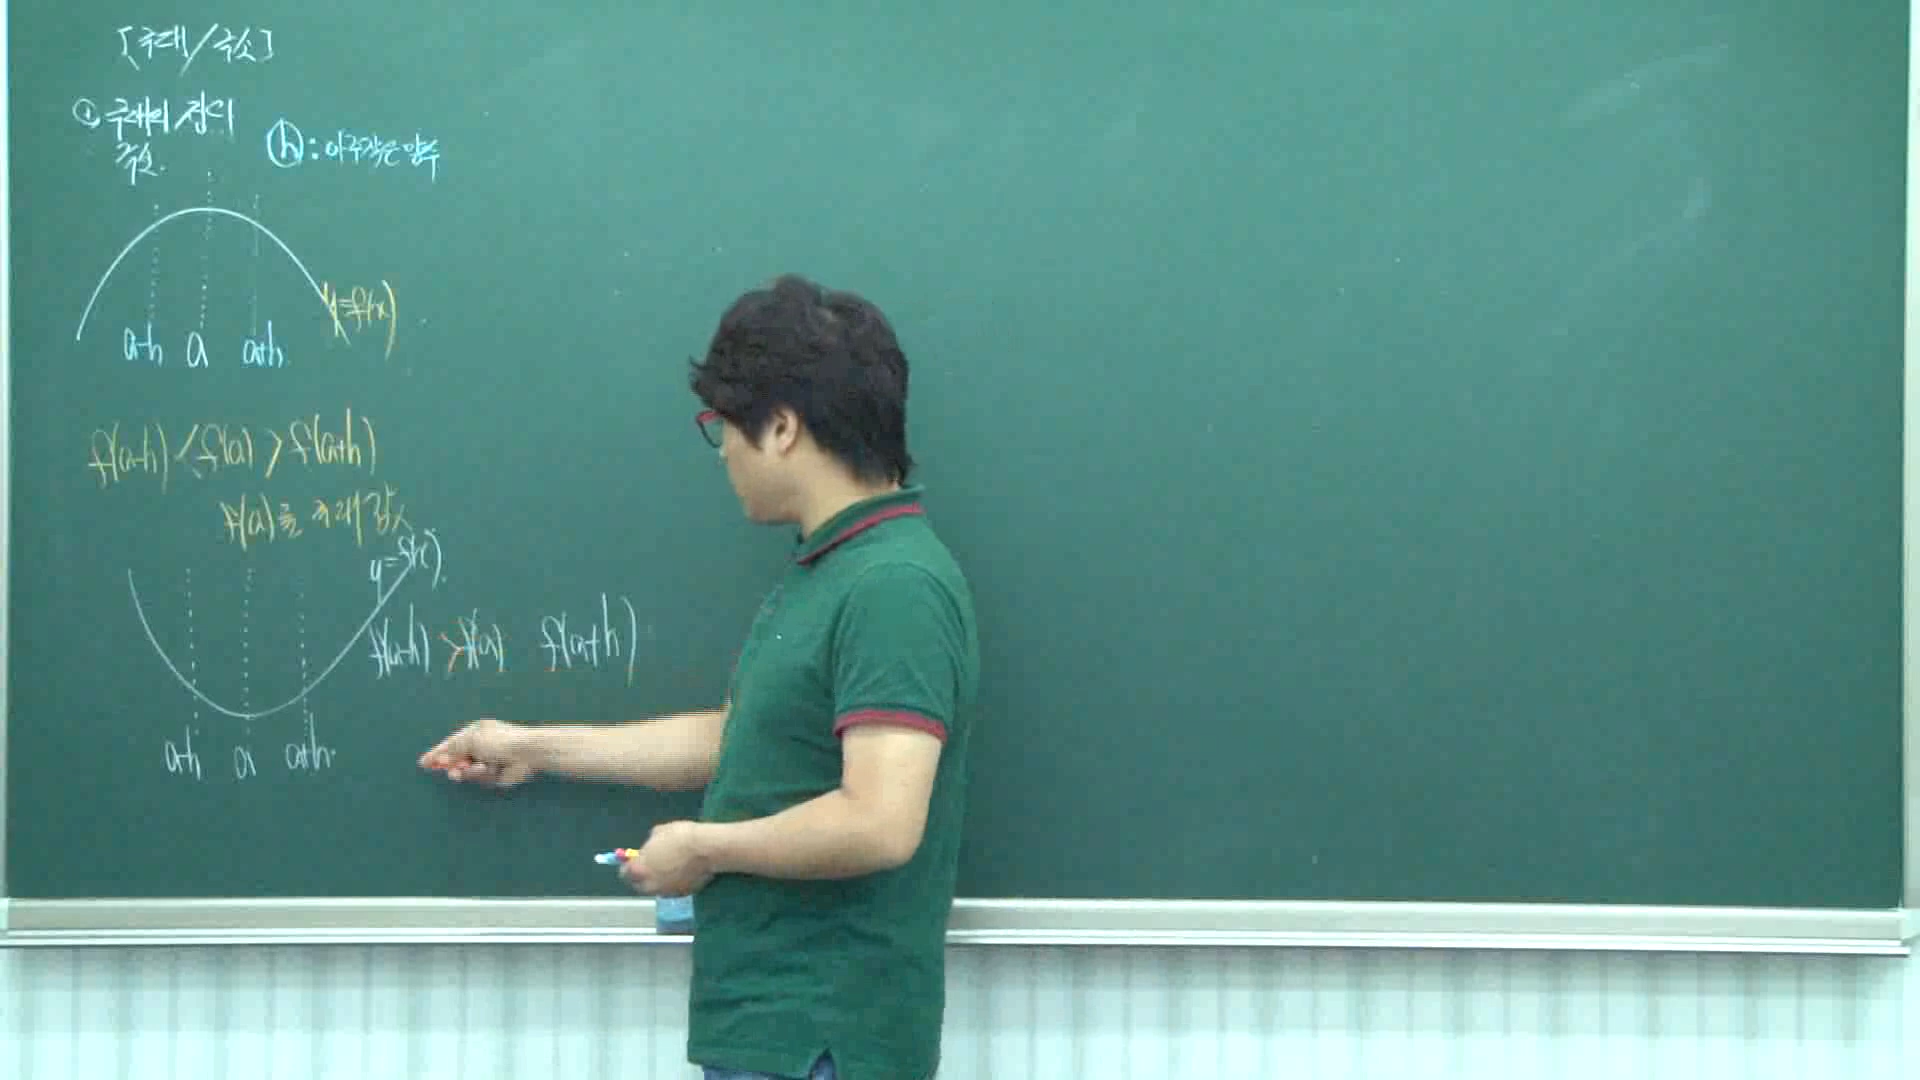 [극대/극소]
① 극대의 정의
극소.
ⓗ : 아주작은 양수
y=f(x)
a-h a a+h.
f(a-h) < f(a) > f(a+h)
f(a)를 극대값
y=f(x).
f(a-h) > f(a) f(a+h)
a-h a a+h.